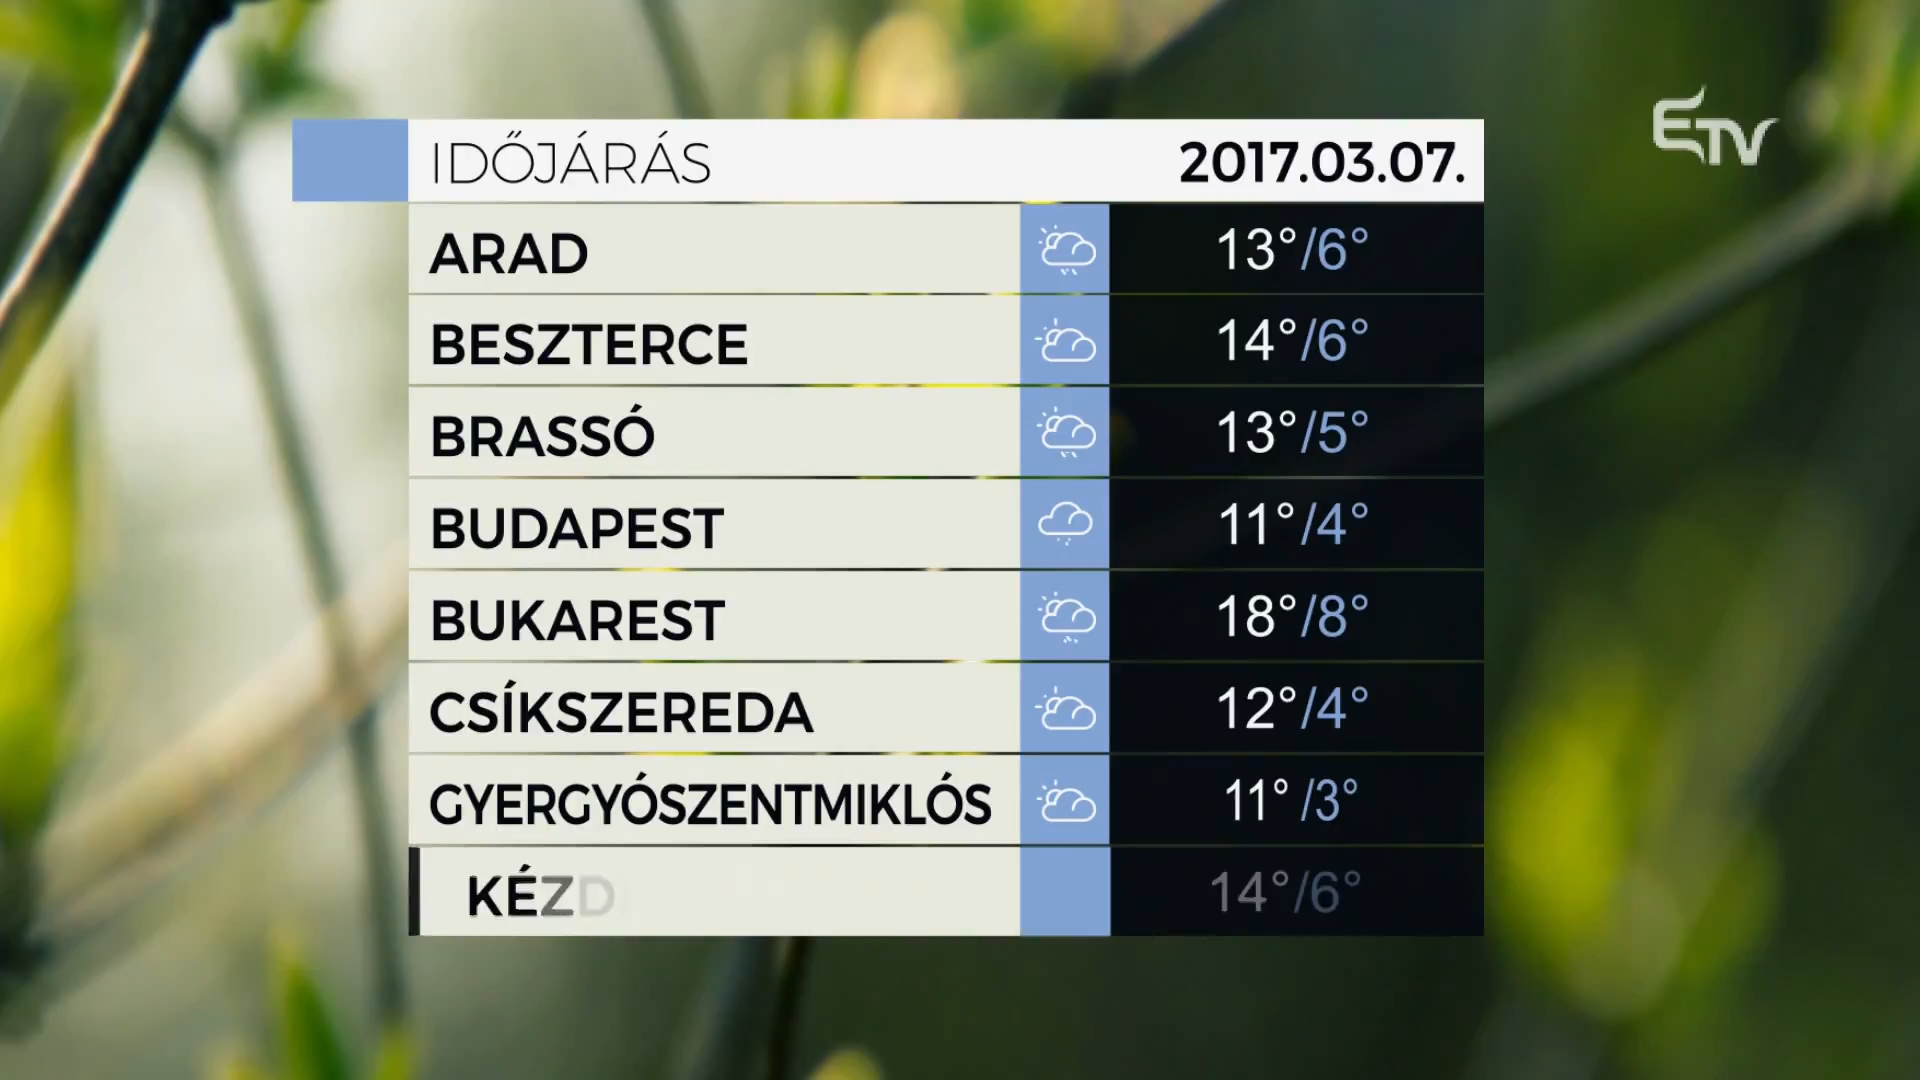 IDŐJÁRÁS 2017.03.07.
ETV
ARAD 13°/6°
BESZTERCE 14°/6°
BRASSÓ 13°/5°
BUDAPEST 11°/4°
BUKAREST 18°/8°
CSÍKSZEREDA 12°/4°
GYERGYÓSZENTMIKLÓS 11°/3°
KÉZD 14°/6°